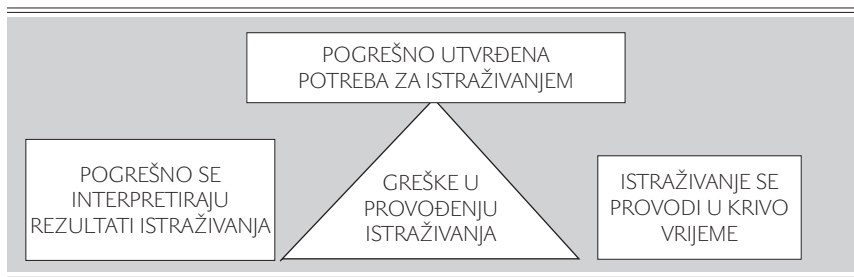 POGREŠNO UTVRĐENA
POTREBA ZA ISTRAŽIVANJEM
POGREŠNO SE
INTERPRETIRAJU
REZULTATI ISTRAŽIVANJA
GREŠKE U
PROVOĐENJU
ISTRAŽIVANJA
ISTRAŽIVANJE SE
PROVODI U KRIVO
VRIJEME